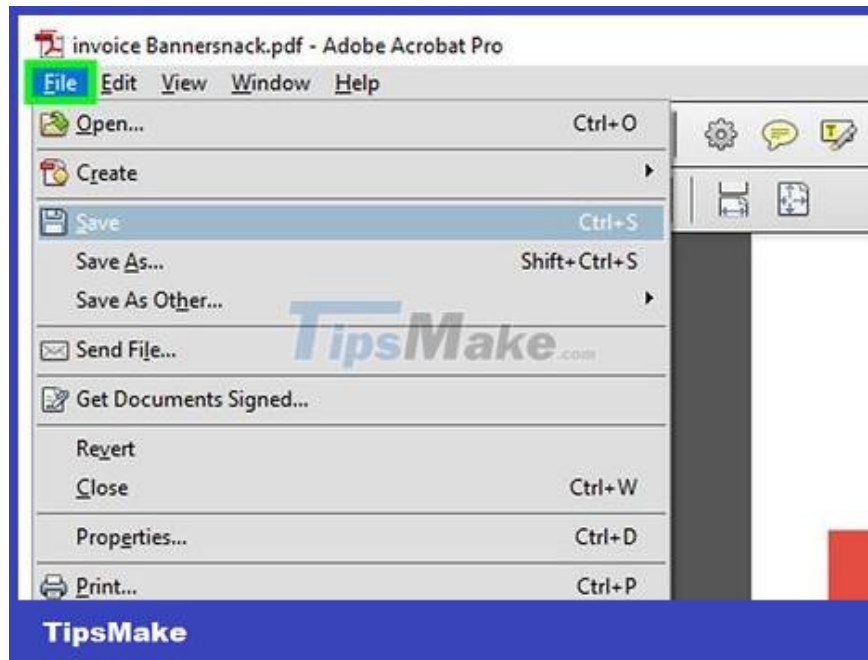 invoice Bannersnack.pdf - Adobe Acrobat Pro
File Edit View Window Help
Open... Ctrl+O
Create
Save Ctrl+S
Save As... Shift+Ctrl+S
Save As Other...
TipsMake.com
Send File...
Get Documents Signed...
Revert
Close Ctrl+W
Properties... Ctrl+D
Print... Ctrl+P
TipsMake